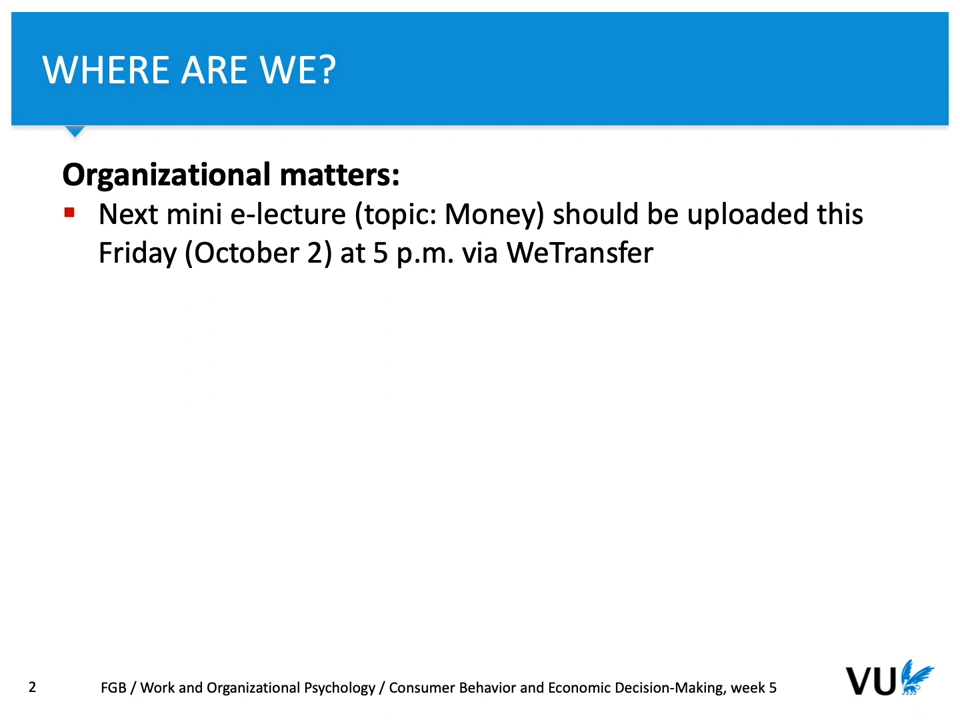 WHERE ARE WE?
Organizational matters:
▪ Next mini e-lecture (topic: Money) should be uploaded this
Friday (October 2) at 5 p.m. via WeTransfer
2
FGB / Work and Organizational Psychology / Consumer Behavior and Economic Decision-Making, week 5
VU